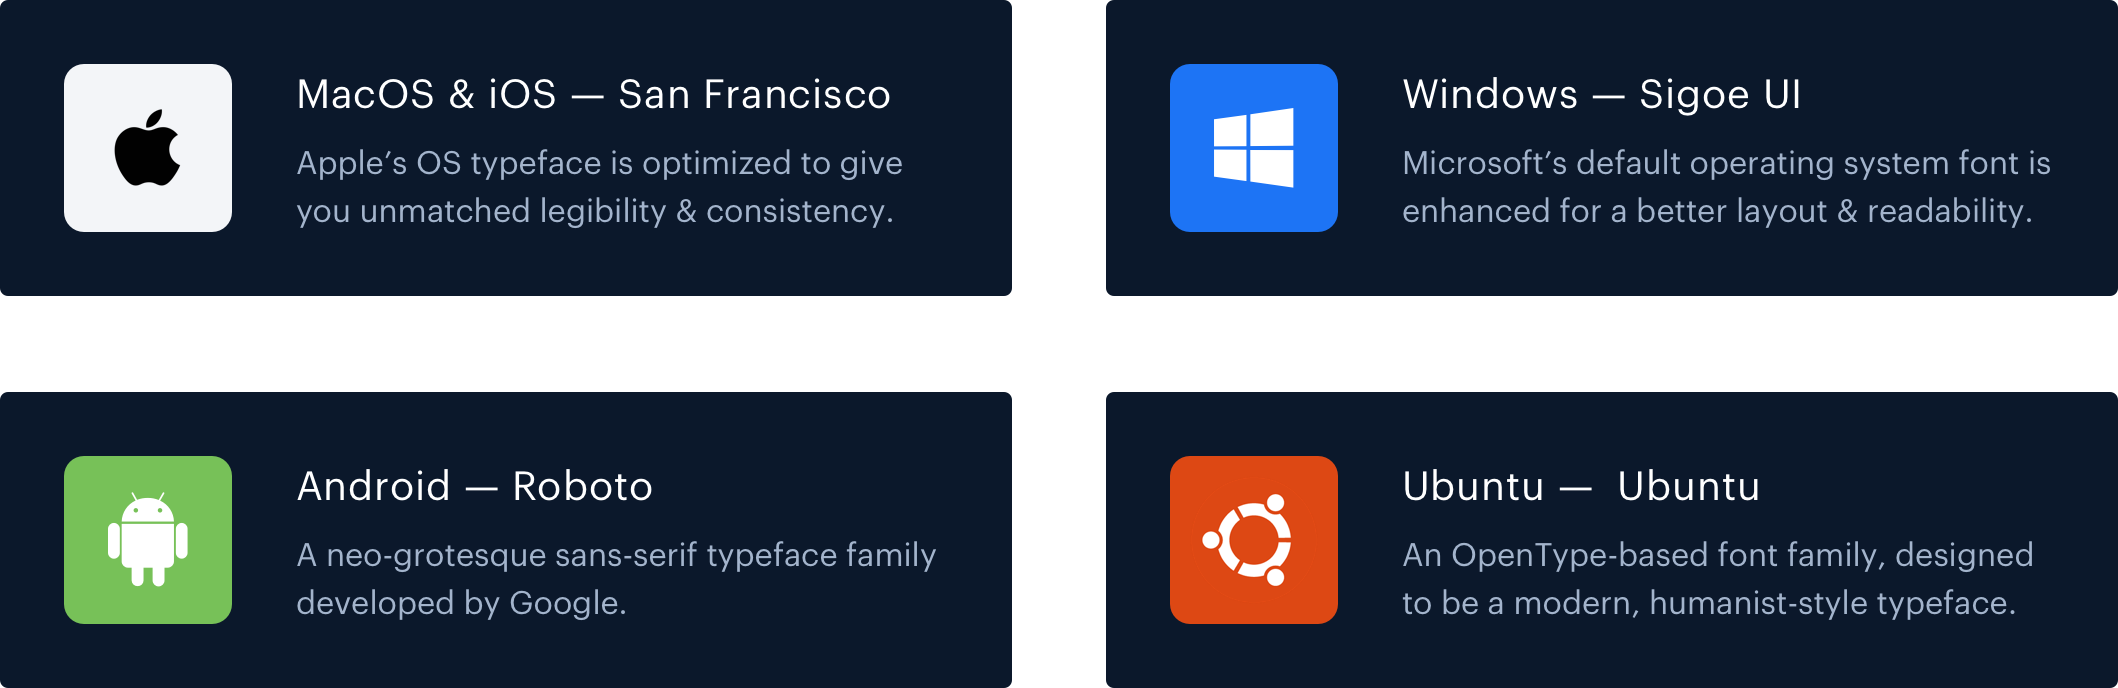 MacOS & iOS — San Francisco
Apple’s OS typeface is optimized to give
you unmatched legibility & consistency.
Windows — Sigoe UI
Microsoft’s default operating system font is
enhanced for a better layout & readability.
Android — Roboto
A neo-grotesque sans-serif typeface family
developed by Google.
Ubuntu —  Ubuntu
An OpenType-based font family, designed
to be a modern, humanist-style typeface.